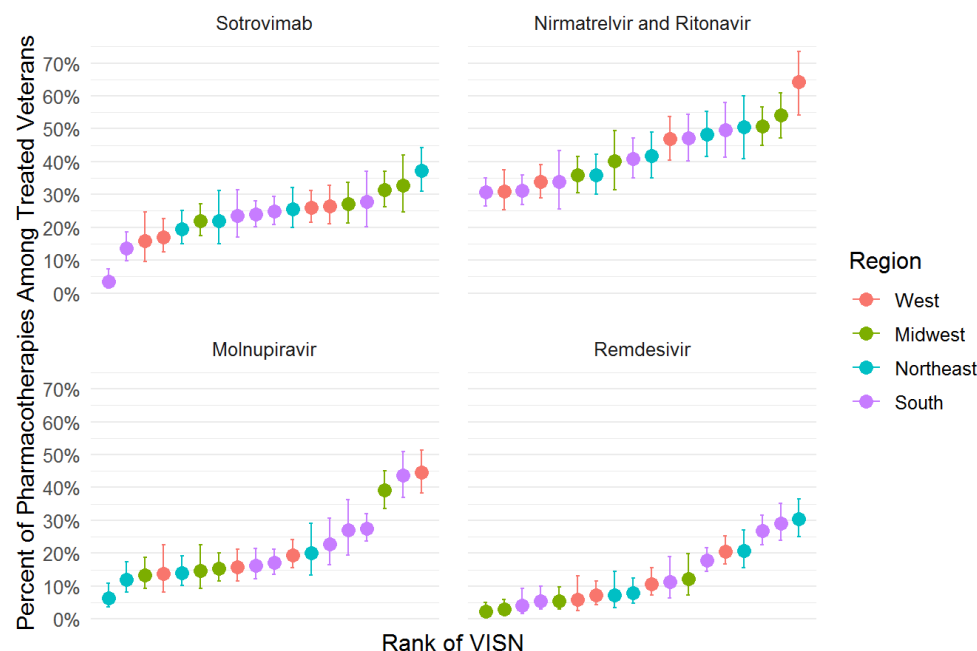 Percent of Pharmacotherapies Among Treated Veterans
Sotrovimab
70%
60%
50%
40%
30%
20%
10%
0%
Nirmatrelvir and Ritonavir
Molnupiravir
70%
60%
50%
40%
30%
20%
10%
0%
Remdesivir
Rank of VISN
Region
West
Midwest
Northeast
South